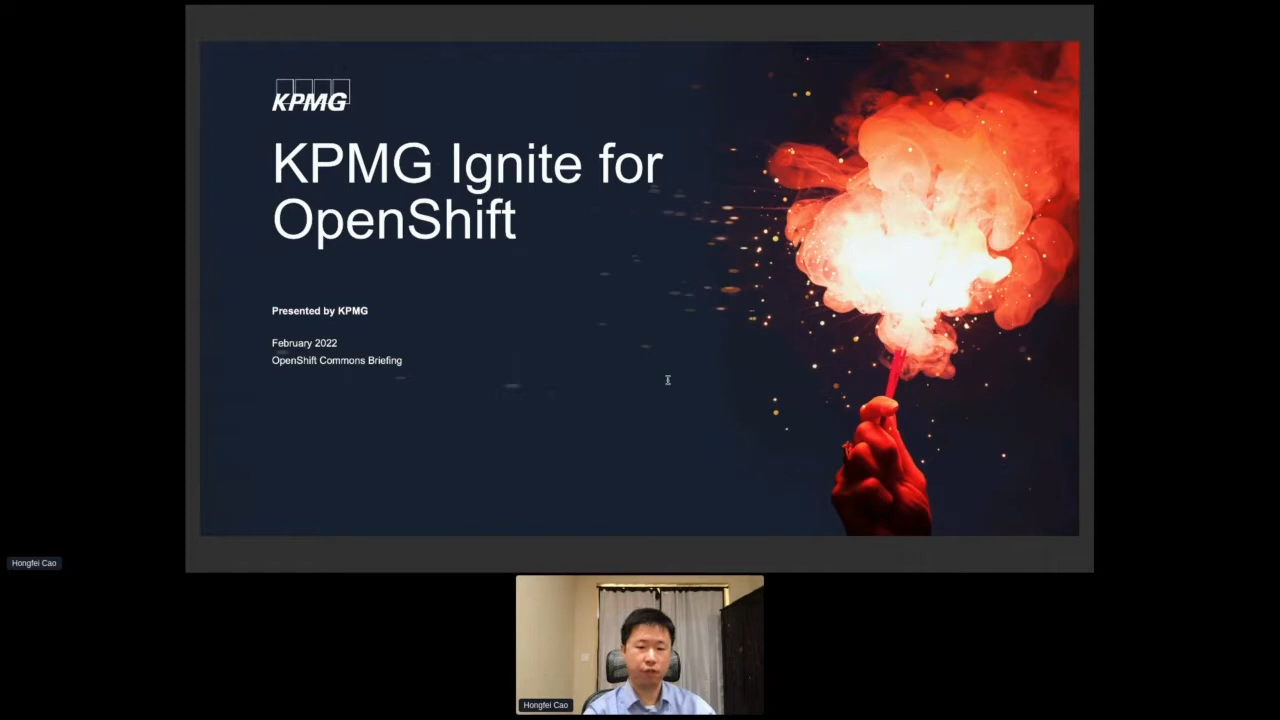 KPMG
KPMG Ignite for
OpenShift
Presented by KPMG
February 2022
OpenShift Commons Briefing
Hongfei Cao
Hongfei Cao